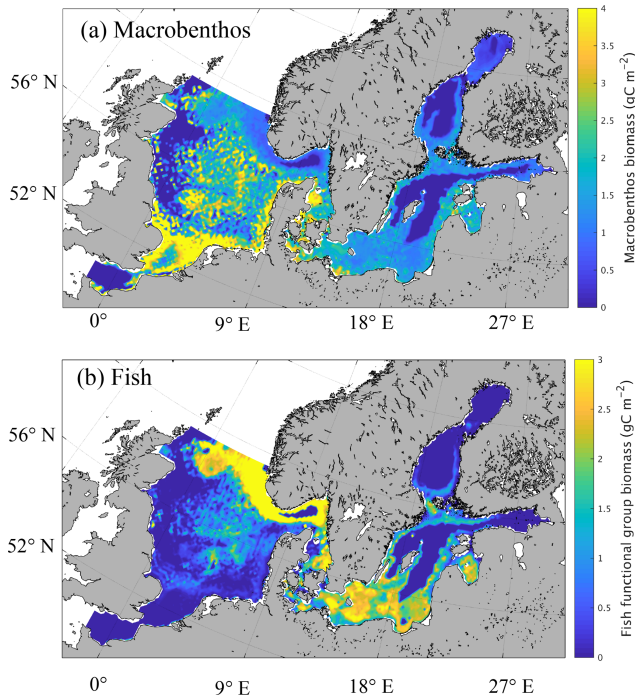 (a) Macrobenthos
56° N
52° N
0°
9° E
18° E
27° E
4
3.5
3
2.5
2
1.5
1
0.5
0
Macrobenthos biomass (gC m⁻²)
(b) Fish
56° N
52° N
0°
9° E
18° E
27° E
3
2.5
2
1.5
1
0.5
0
Fish functional group biomass (gC m⁻²)